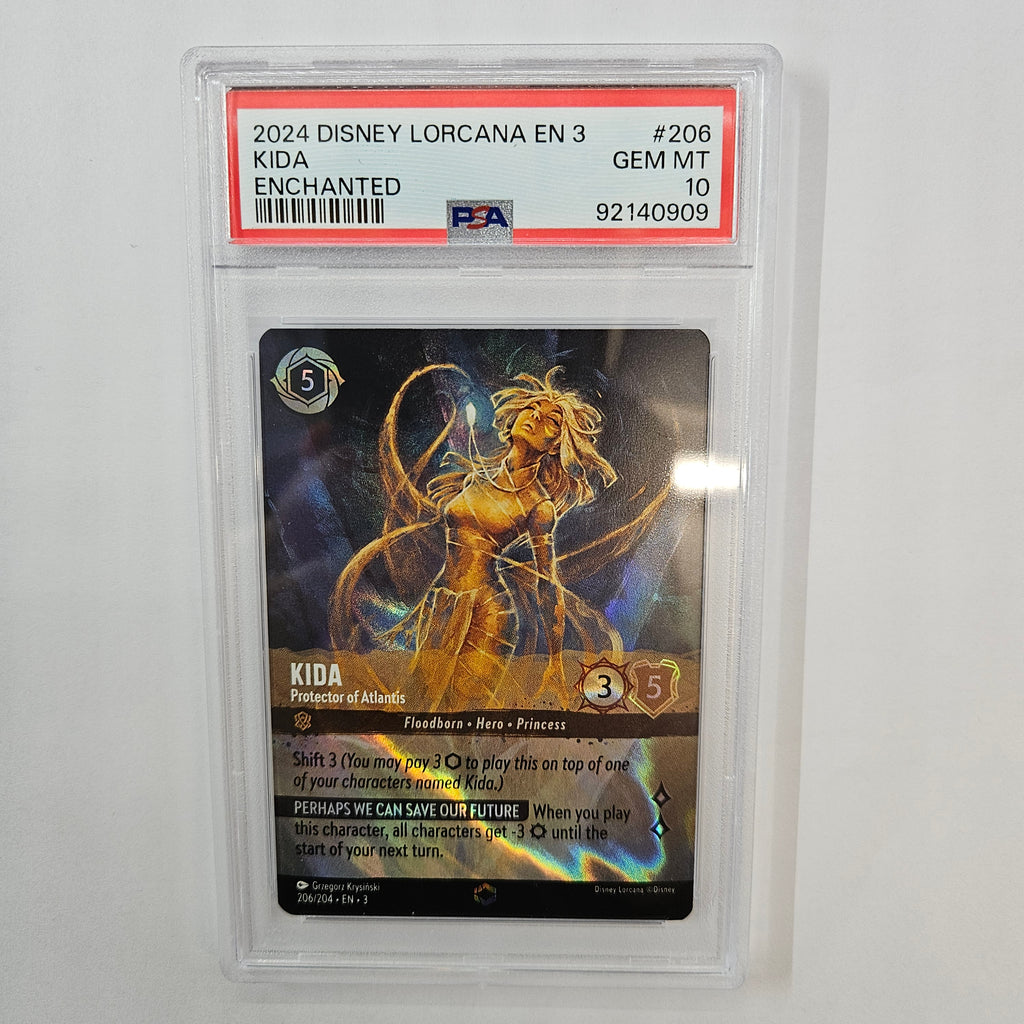 2024 DISNEY LORCANA EN 3 #206
KIDA GEM MT
ENCHANTED 10
92140909
PSA
5
KIDA
Protector of Atlantis
3 5
Floodborn • Hero • Princess
Shift 3 (You may pay 3 to play this on top of one
of your characters named Kida.)
PERHAPS WE CAN SAVE OUR FUTURE When you play
this character, all characters get -3 until the
start of your next turn.
Grzegorz Krysiński
206/204 • EN • 3
Disney Lorcana ©Disney